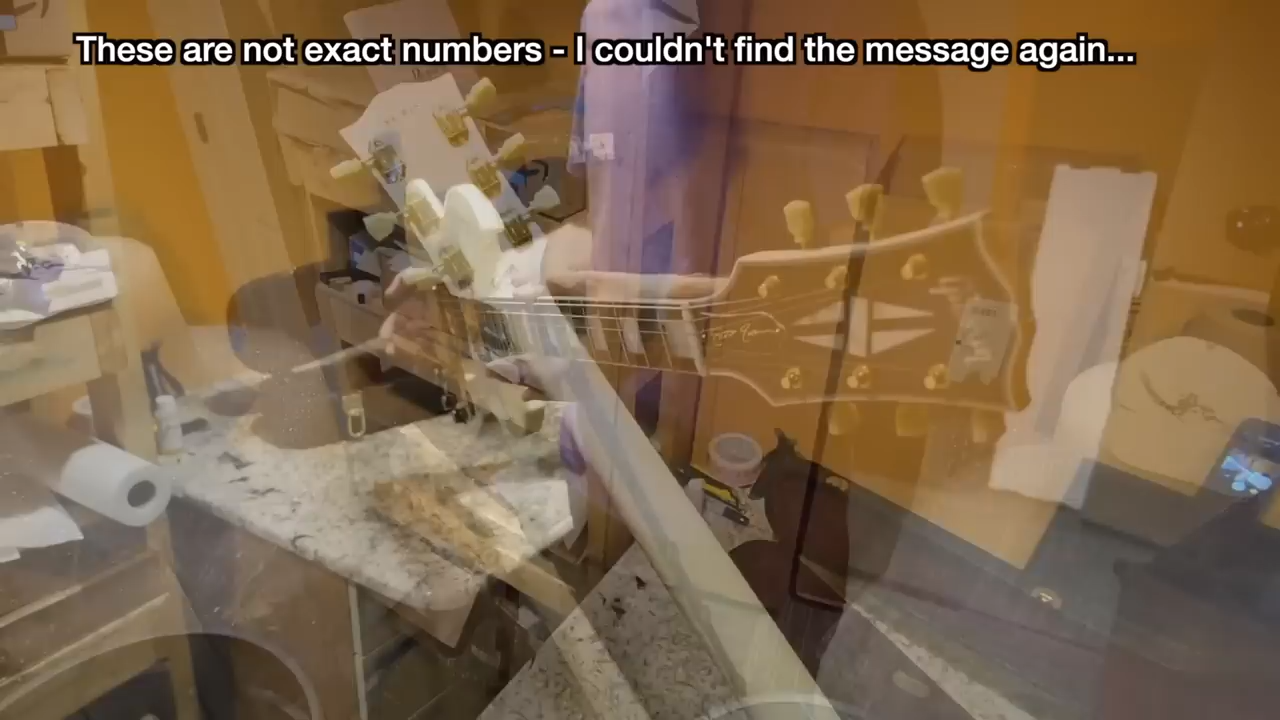 These are not exact numbers - I couldn't find the message again...